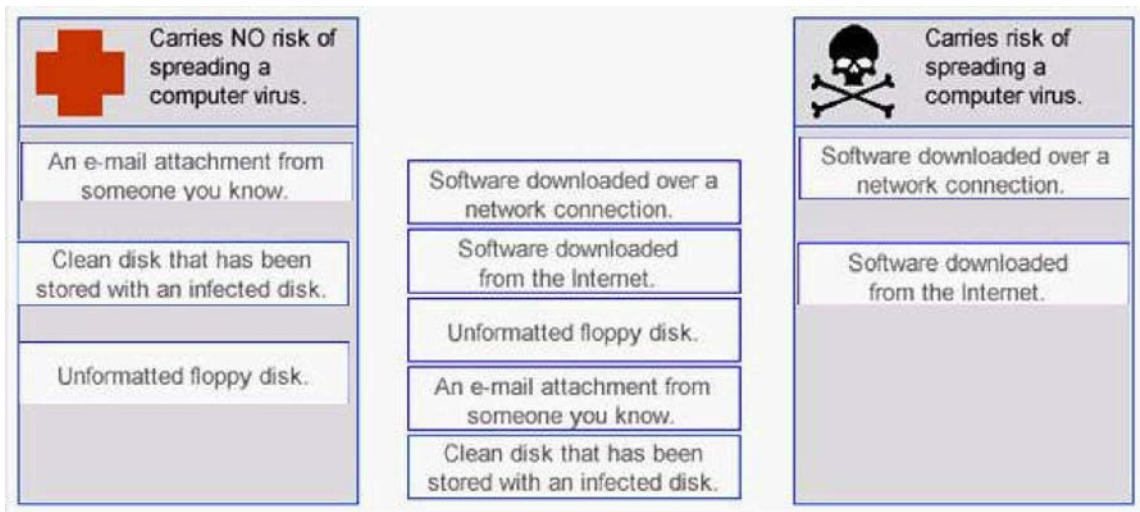 Carries NO risk of
spreading a
computer virus.
An e-mail attachment from
someone you know.
Clean disk that has been
stored with an infected disk.
Unformatted floppy disk.
Software downloaded over a
network connection.
Software downloaded
from the Internet.
Unformatted floppy disk.
An e-mail attachment from
someone you know.
Clean disk that has been
stored with an infected disk.
Carries risk of
spreading a
computer virus.
Software downloaded over a
network connection.
Software downloaded
from the Internet.